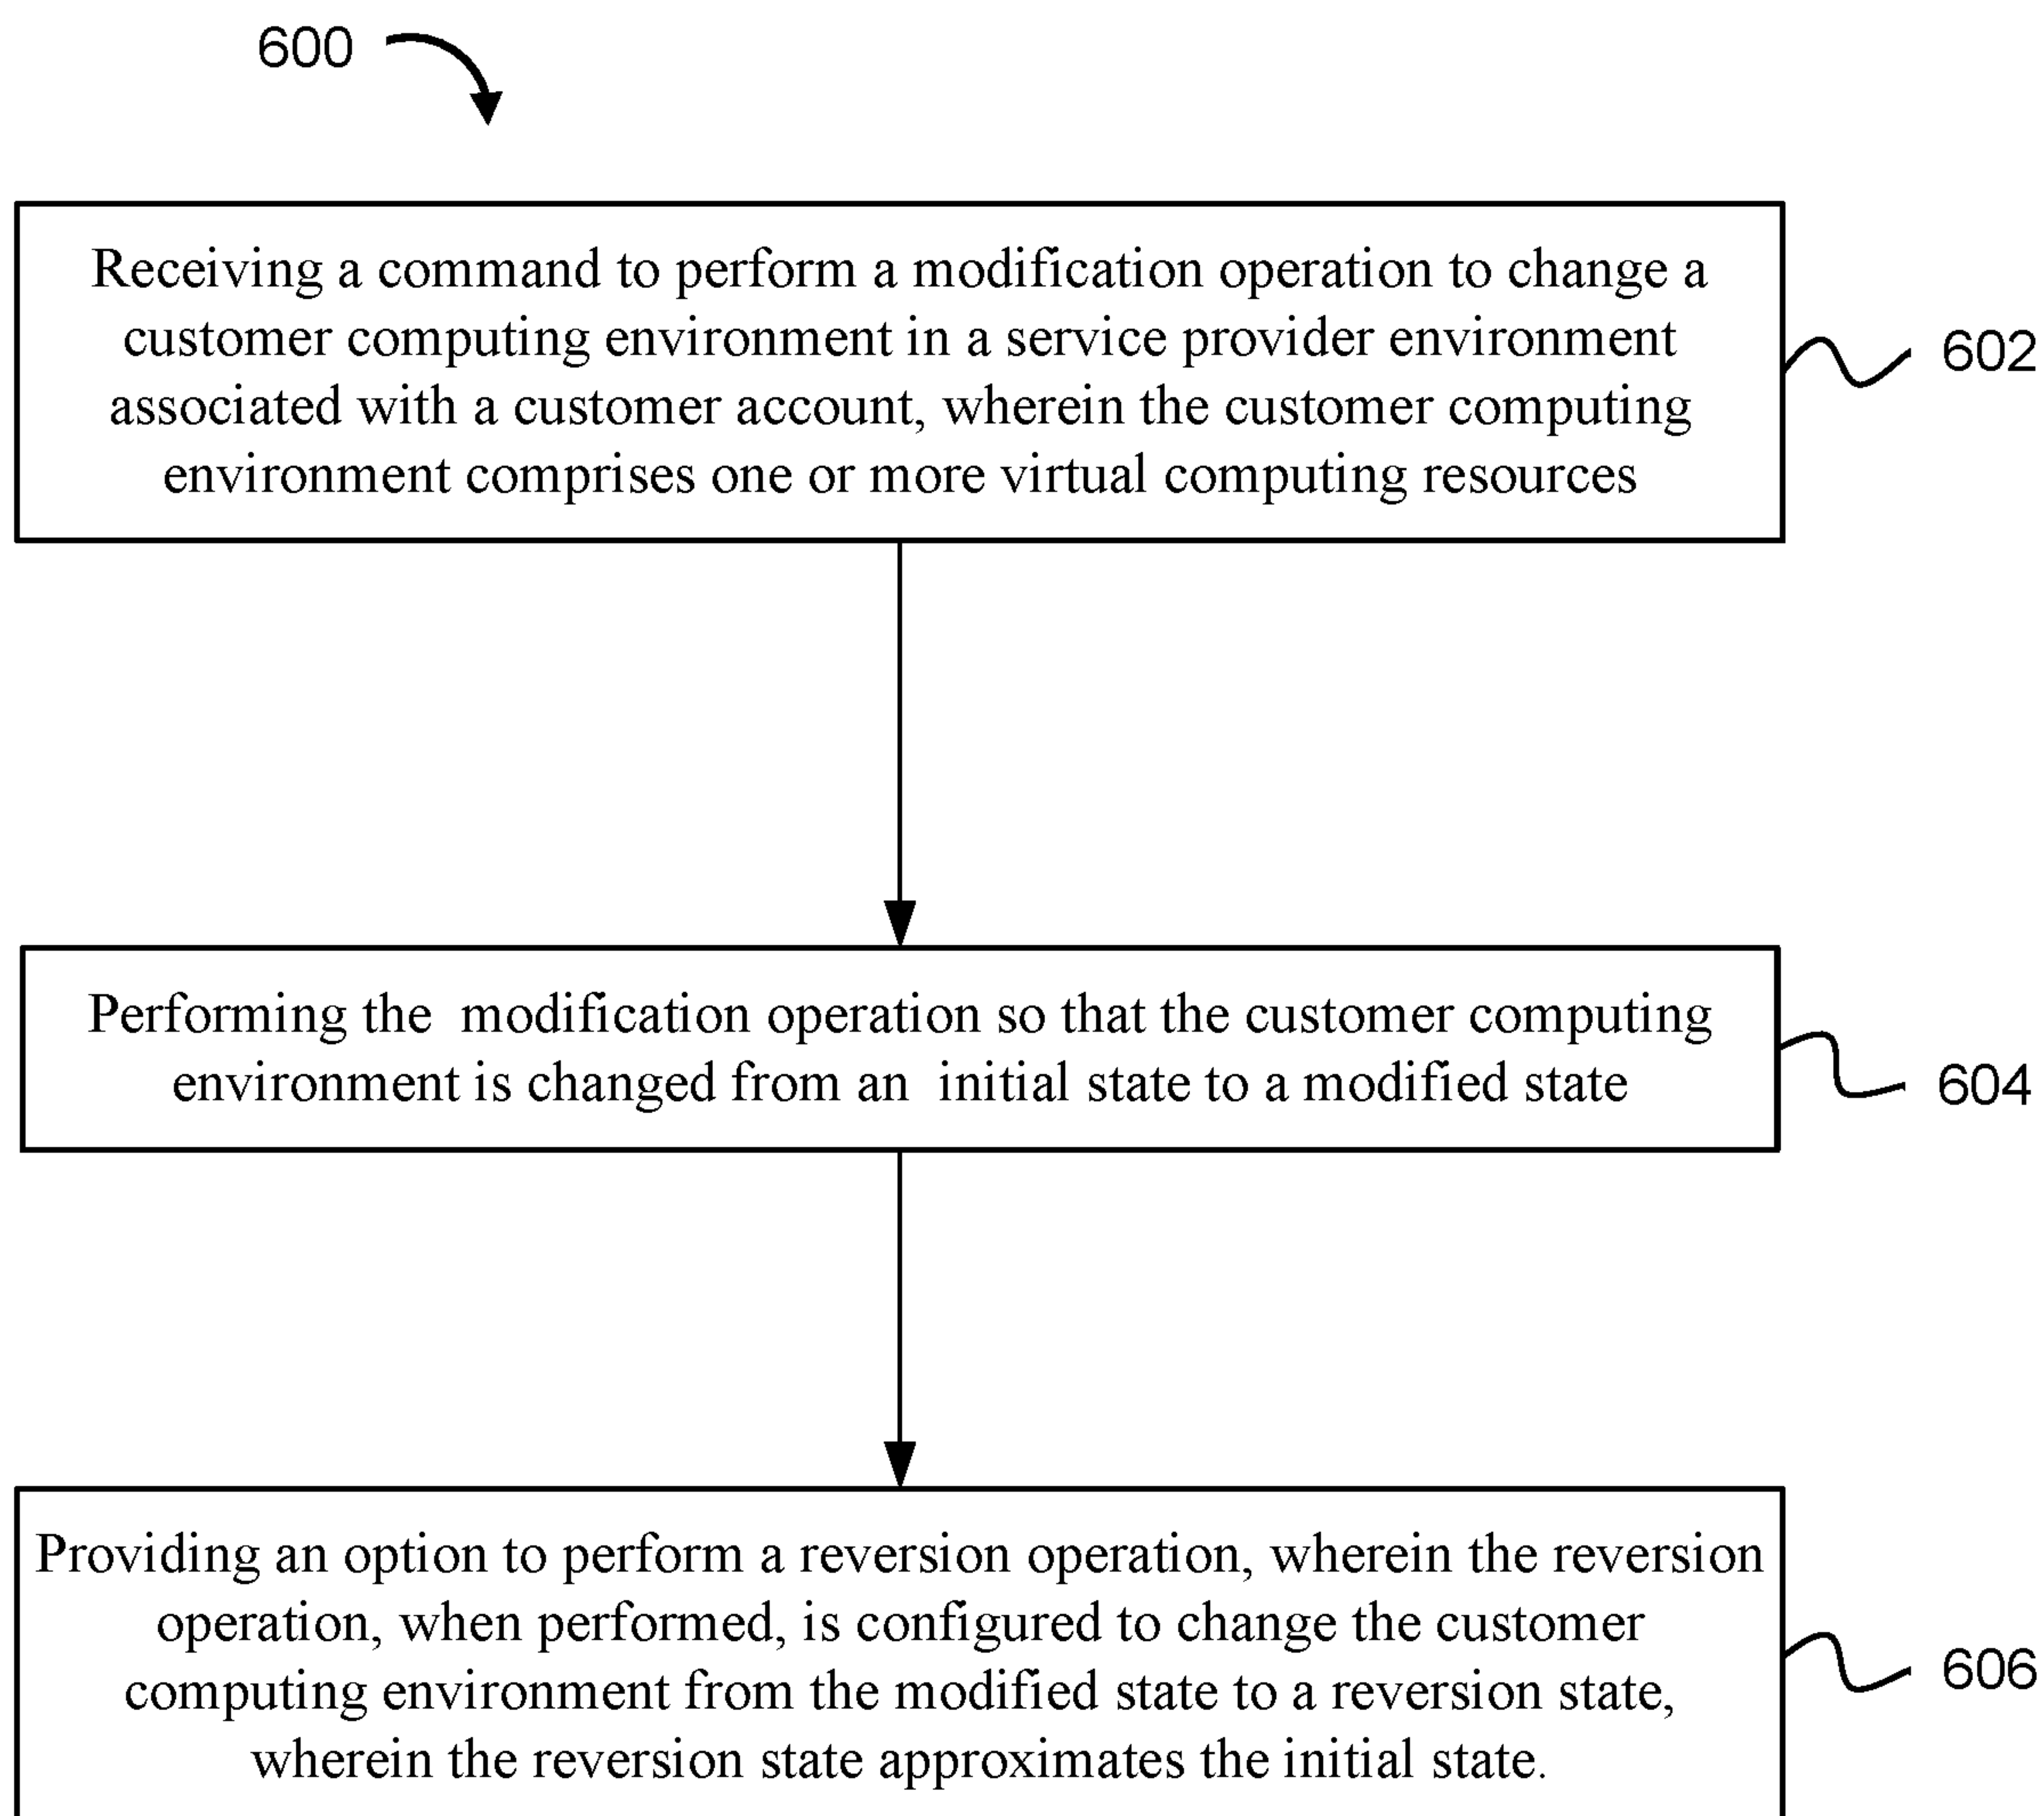 600
Receiving a command to perform a modification operation to change a
customer computing environment in a service provider environment
associated with a customer account, wherein the customer computing
environment comprises one or more virtual computing resources
602
Performing the modification operation so that the customer computing
environment is changed from an initial state to a modified state
604
Providing an option to perform a reversion operation, wherein the reversion
operation, when performed, is configured to change the customer
computing environment from the modified state to a reversion state,
wherein the reversion state approximates the initial state.
606